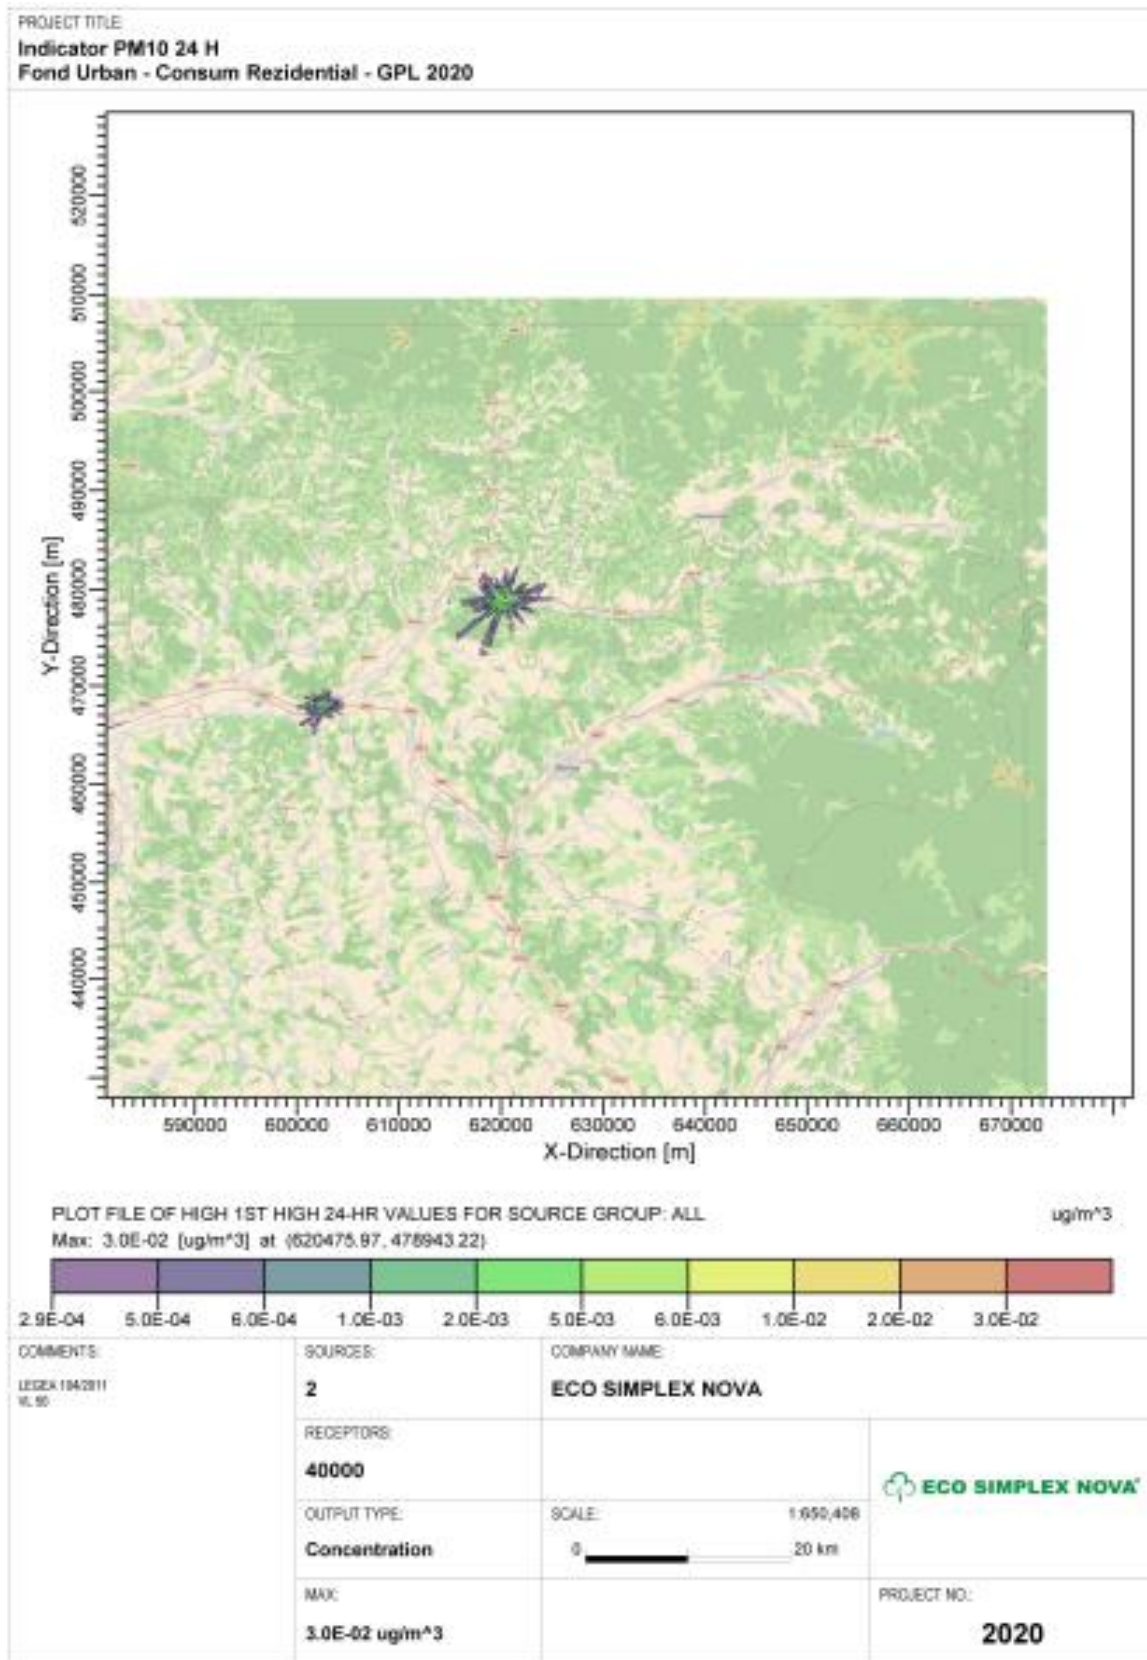 PROJECT TITLE:
Indicator PM10 24 H
Fond Urban - Consum Rezidential - GPL 2020
Y-Direction [m]
520000
510000
500000
490000
480000
470000
460000
450000
440000
590000 600000 610000 620000 630000 640000 650000 660000 670000
X-Direction [m]
PLOT FILE OF HIGH 1ST HIGH 24-HR VALUES FOR SOURCE GROUP: ALL
ug/m^3
Max: 3.0E-02 [ug/m^3] at (620475.97, 478943.22)
2.9E-04 5.0E-04 6.0E-04 1.0E-03 2.0E-03 5.0E-03 6.0E-03 1.0E-02 2.0E-02 3.0E-02
COMMENTS:
LEGEA 104/2011
VL 50
SOURCES:
2
COMPANY NAME:
ECO SIMPLEX NOVA
RECEPTORS:
40000
ECO SIMPLEX NOVA
OUTPUT TYPE:
Concentration
SCALE: 1:650,408
0 20 km
MAX:
3.0E-02 ug/m^3
PROJECT NO.:
2020